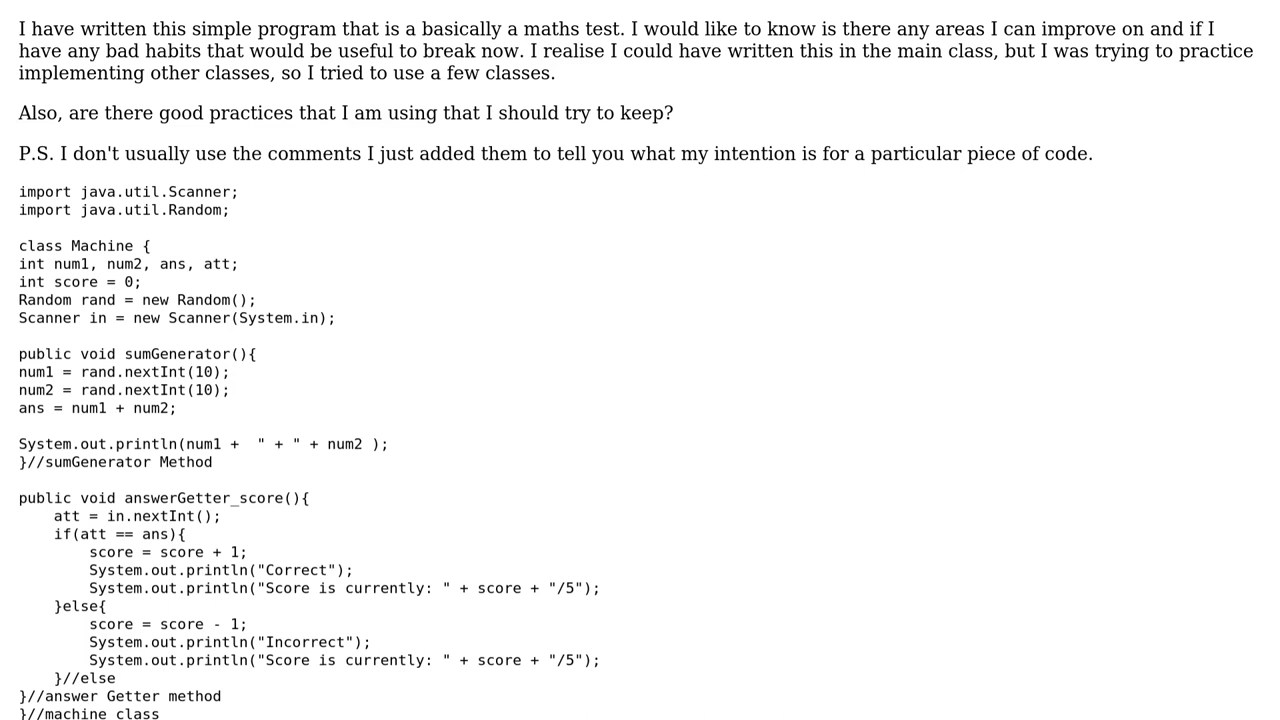 I have written this simple program that is a basically a maths test. I would like to know is there any areas I can improve on and if I
have any bad habits that would be useful to break now. I realise I could have written this in the main class, but I was trying to practice
implementing other classes, so I tried to use a few classes.
Also, are there good practices that I am using that I should try to keep?
P.S. I don't usually use the comments I just added them to tell you what my intention is for a particular piece of code.
import java.util.Scanner;
import java.util.Random;
class Machine {
int num1, num2, ans, att;
int score = 0;
Random rand = new Random();
Scanner in = new Scanner(System.in);
public void sumGenerator(){
num1 = rand.nextInt(10);
num2 = rand.nextInt(10);
ans = num1 + num2;
System.out.println(num1 +  " + " + num2 );
}//sumGenerator Method
public void answerGetter_score(){
    att = in.nextInt();
    if(att == ans){
        score = score + 1;
        System.out.println("Correct");
        System.out.println("Score is currently: " + score + "/5");
    }else{
        score = score - 1;
        System.out.println("Incorrect");
        System.out.println("Score is currently: " + score + "/5");
    }//else
}//answer Getter method
}//machine class